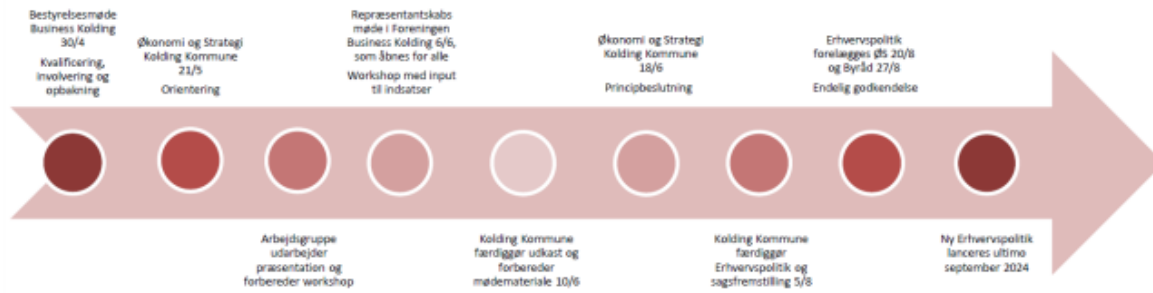 Bestyrelsesmøde
Business Kolding
30/4
Kvalificering,
involvering og
opbakning
Økonomi og Strategi
Kolding Kommune
21/5
Orientering
Arbejdsgruppe
udarbejder
præsentation og
forbereder workshop
Repræsentantskabs
møde i Foreningen
Business Kolding 6/6,
som åbnes for alle
Workshop med input
til indsatser
Kolding Kommune
færdiggør udkast og
forbereder
mødemateriale 10/6
Økonomi og Strategi
Kolding Kommune
18/6
Principbeslutning
Kolding Kommune
færdiggør
Erhvervspolitik og
sagsfremstilling 5/8
Erhvervspolitik
forelægges ØS 20/8
og Byråd 27/8
Endelig godkendelse
Ny Erhvervspolitik
lanceres ultimo
september 2024